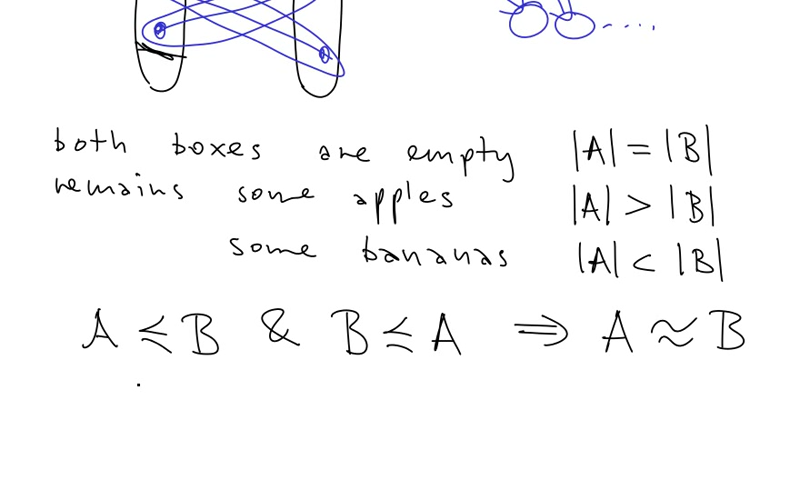 both boxes are empty |A| = |B|
remains some apples |A| > |B|
some bananas |A| < |B|
A ≾ B & B ≾ A ⟹ A ≈ B